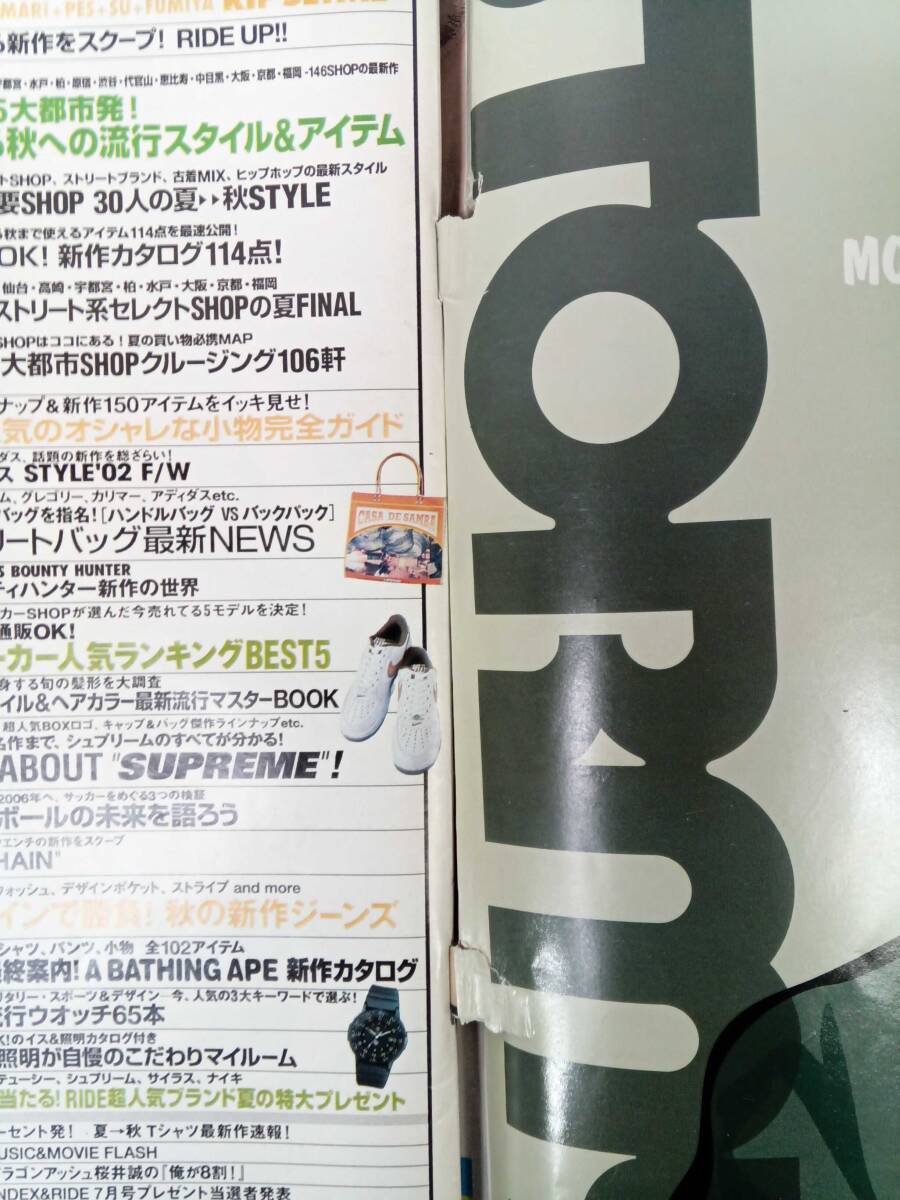 MARI+PES+SU+FUMIYA
る新作をスクープ! RIDE UP!!
宇都宮・水戸・柏・原宿・渋谷・代官山・恵比寿・中目黒・大阪・京都・福岡-146SHOPの最新作
5大都市発!
ら秋への流行スタイル&アイテム
トSHOP、ストリートブランド、古着MIX、ヒップホップの最新スタイル
要SHOP 30人の夏▸▸秋STYLE
ら秋まで使えるアイテム114点を最速公開!
OK! 新作カタログ114点!
仙台・高崎・宇都宮・柏・水戸・大阪・京都・福岡
ストリート系セレクトSHOPの夏FINAL
SHOPはココにある!夏の買い物必携MAP
大都市SHOPクルージング106軒
ナップ&新作150アイテムをイッキ見せ!
気のオシャレな小物完全ガイド
ダス、話題の新作を総ざらい!
ス STYLE'02 F/W
ム、グレゴリー、カリマー、アディダスetc.
バッグを指名!［ハンドルバッグ VS バックパック］
リートバッグ最新NEWS
CASA DE SAMBA
S BOUNTY HUNTER
ティハンター新作の世界
カーSHOPが選んだ今売れてる5モデルを決定!
通販OK!
ーカー人気ランキングBEST5
身する旬の髪形を大調査
イル&ヘアカラー最新流行マスターBOOK
超人気BOXロゴ、キャップ&バッグ傑作ラインナップetc.
名作まで、シュプリームのすべてが分かる!
ABOUT "SUPREME"!
2006年へ、サッカーをめぐる3つの検証
ボールの未来を語ろう
ウエンチの新作をスクープ
HAIN"
ウォッシュ、デザインポケット、ストライプ and more
インで勝負! 秋の新作ジーンズ
シャツ、パンツ、小物 全102アイテム
最終案内! A BATHING APE 新作カタログ
リタリー・スポーツ&デザイン 今、人気の3大キーワードで選ぶ!
流行ウオッチ65本
K!のイス&照明カタログ付き
照明が自慢のこだわりマイルーム
テューシー、シュプリーム、サイラス、ナイキ
当たる! RIDE超人気ブランド夏の特大プレゼント
ーセント発! 夏→秋 Tシャツ最新作速報!
MUSIC&MOVIE FLASH
ドラゴンアッシュ桜井誠の『俺が8割!』
INDEX&RIDE 7月号プレゼント当選者発表
STORM
MO